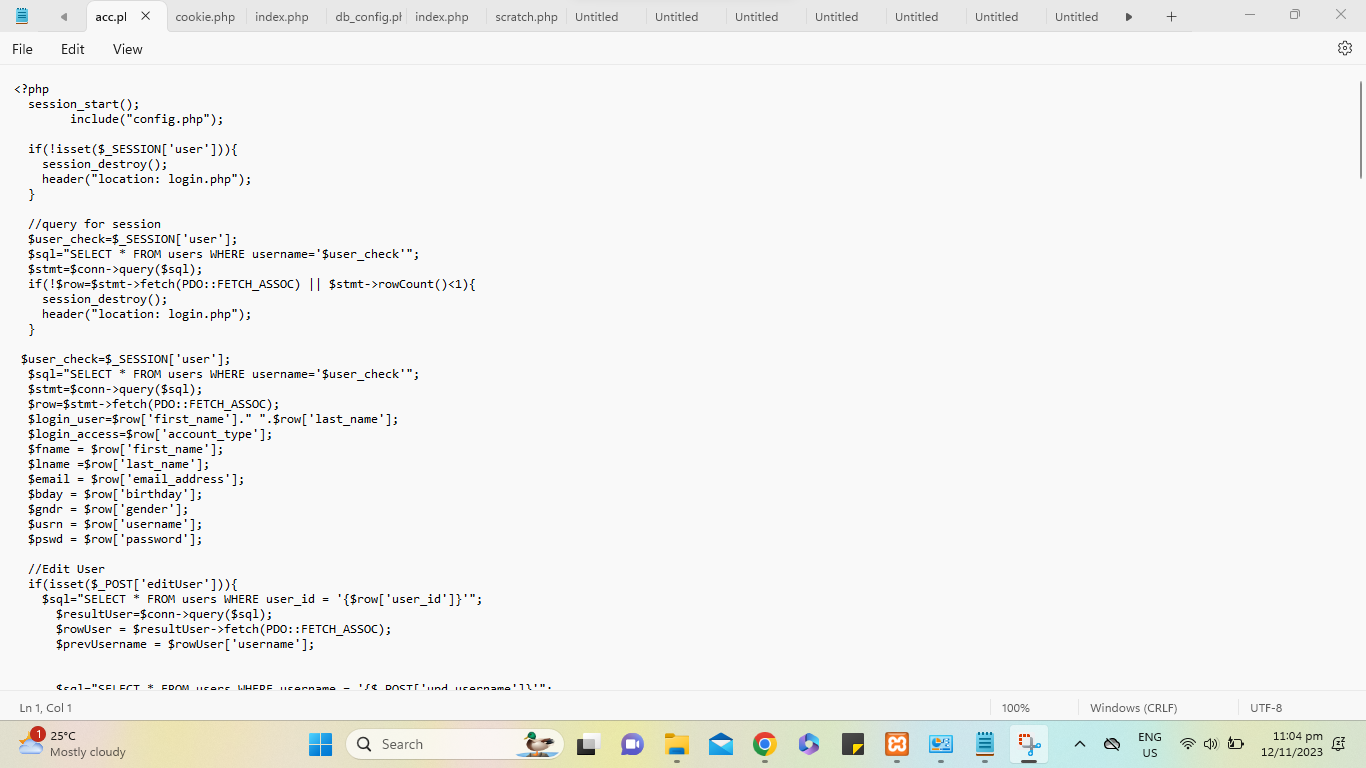 acc.pl
cookie.php
index.php
db_config.pl
index.php
scratch.php
Untitled
Untitled
Untitled
Untitled
Untitled
Untitled
Untitled
File
Edit
View
<?php
session_start();
include("config.php");
if(!isset($_SESSION['user'])){
session_destroy();
header("location: login.php");
}
//query for session
$user_check=$_SESSION['user'];
$sql="SELECT * FROM users WHERE username='$user_check'";
$stmt=$conn->query($sql);
if(!$row=$stmt->fetch(PDO::FETCH_ASSOC) || $stmt->rowCount()<1){
session_destroy();
header("location: login.php");
}
$user_check=$_SESSION['user'];
$sql="SELECT * FROM users WHERE username='$user_check'";
$stmt=$conn->query($sql);
$row=$stmt->fetch(PDO::FETCH_ASSOC);
$login_user=$row['first_name']." ".$row['last_name'];
$login_access=$row['account_type'];
$fname = $row['first_name'];
$lname =$row['last_name'];
$email = $row['email_address'];
$bday = $row['birthday'];
$gndr = $row['gender'];
$usrn = $row['username'];
$pswd = $row['password'];
//Edit User
if(isset($_POST['editUser'])){
$sql="SELECT * FROM users WHERE user_id = '{$row['user_id']}'";
$resultUser=$conn->query($sql);
$rowUser = $resultUser->fetch(PDO::FETCH_ASSOC);
$prevUsername = $rowUser['username'];
$sql="SELECT * FROM users WHERE username = '{$_POST['upd_username']}'";
Ln 1, Col 1
100%
Windows (CRLF)
UTF-8
1
25°C
Mostly cloudy
Search
ENG
US
11:04 pm
12/11/2023